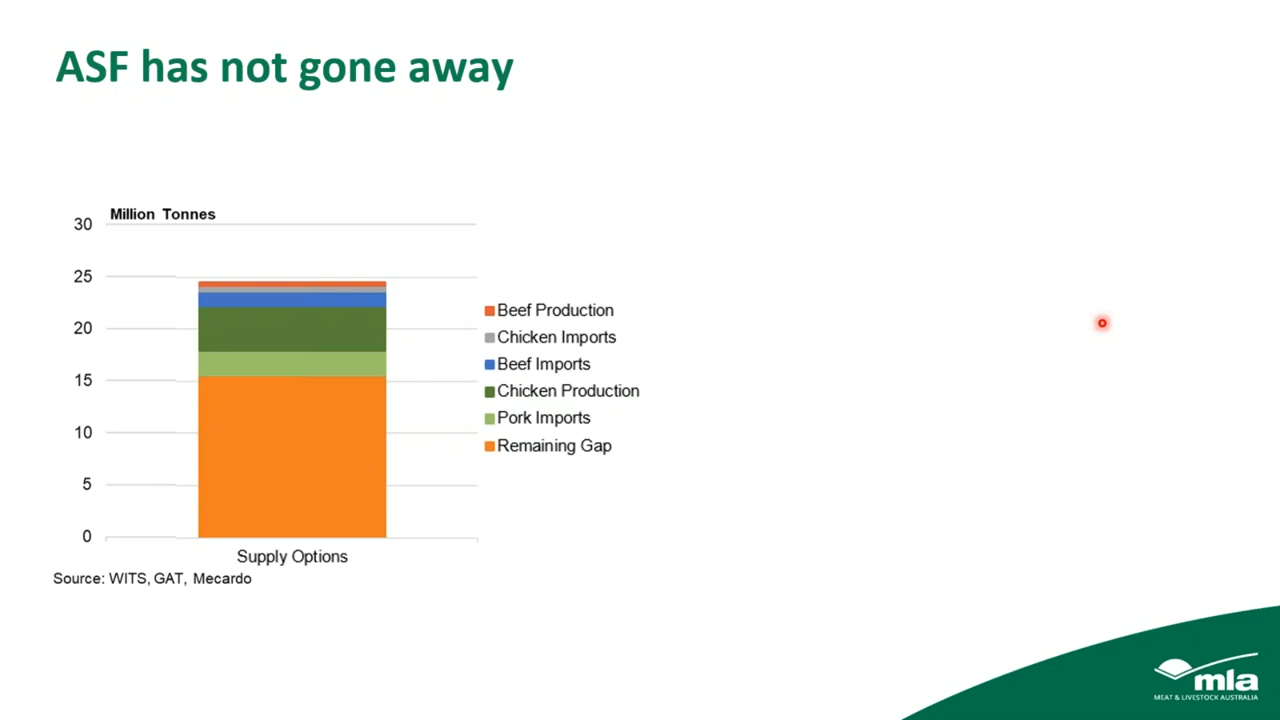 ASF has not gone away
Million Tonnes
30
25
20
15
10
5
0
Beef Production
Chicken Imports
Beef Imports
Chicken Production
Pork Imports
Remaining Gap
Supply Options
Source: WITS, GAT, Mecardo
mla
MEAT & LIVESTOCK AUSTRALIA